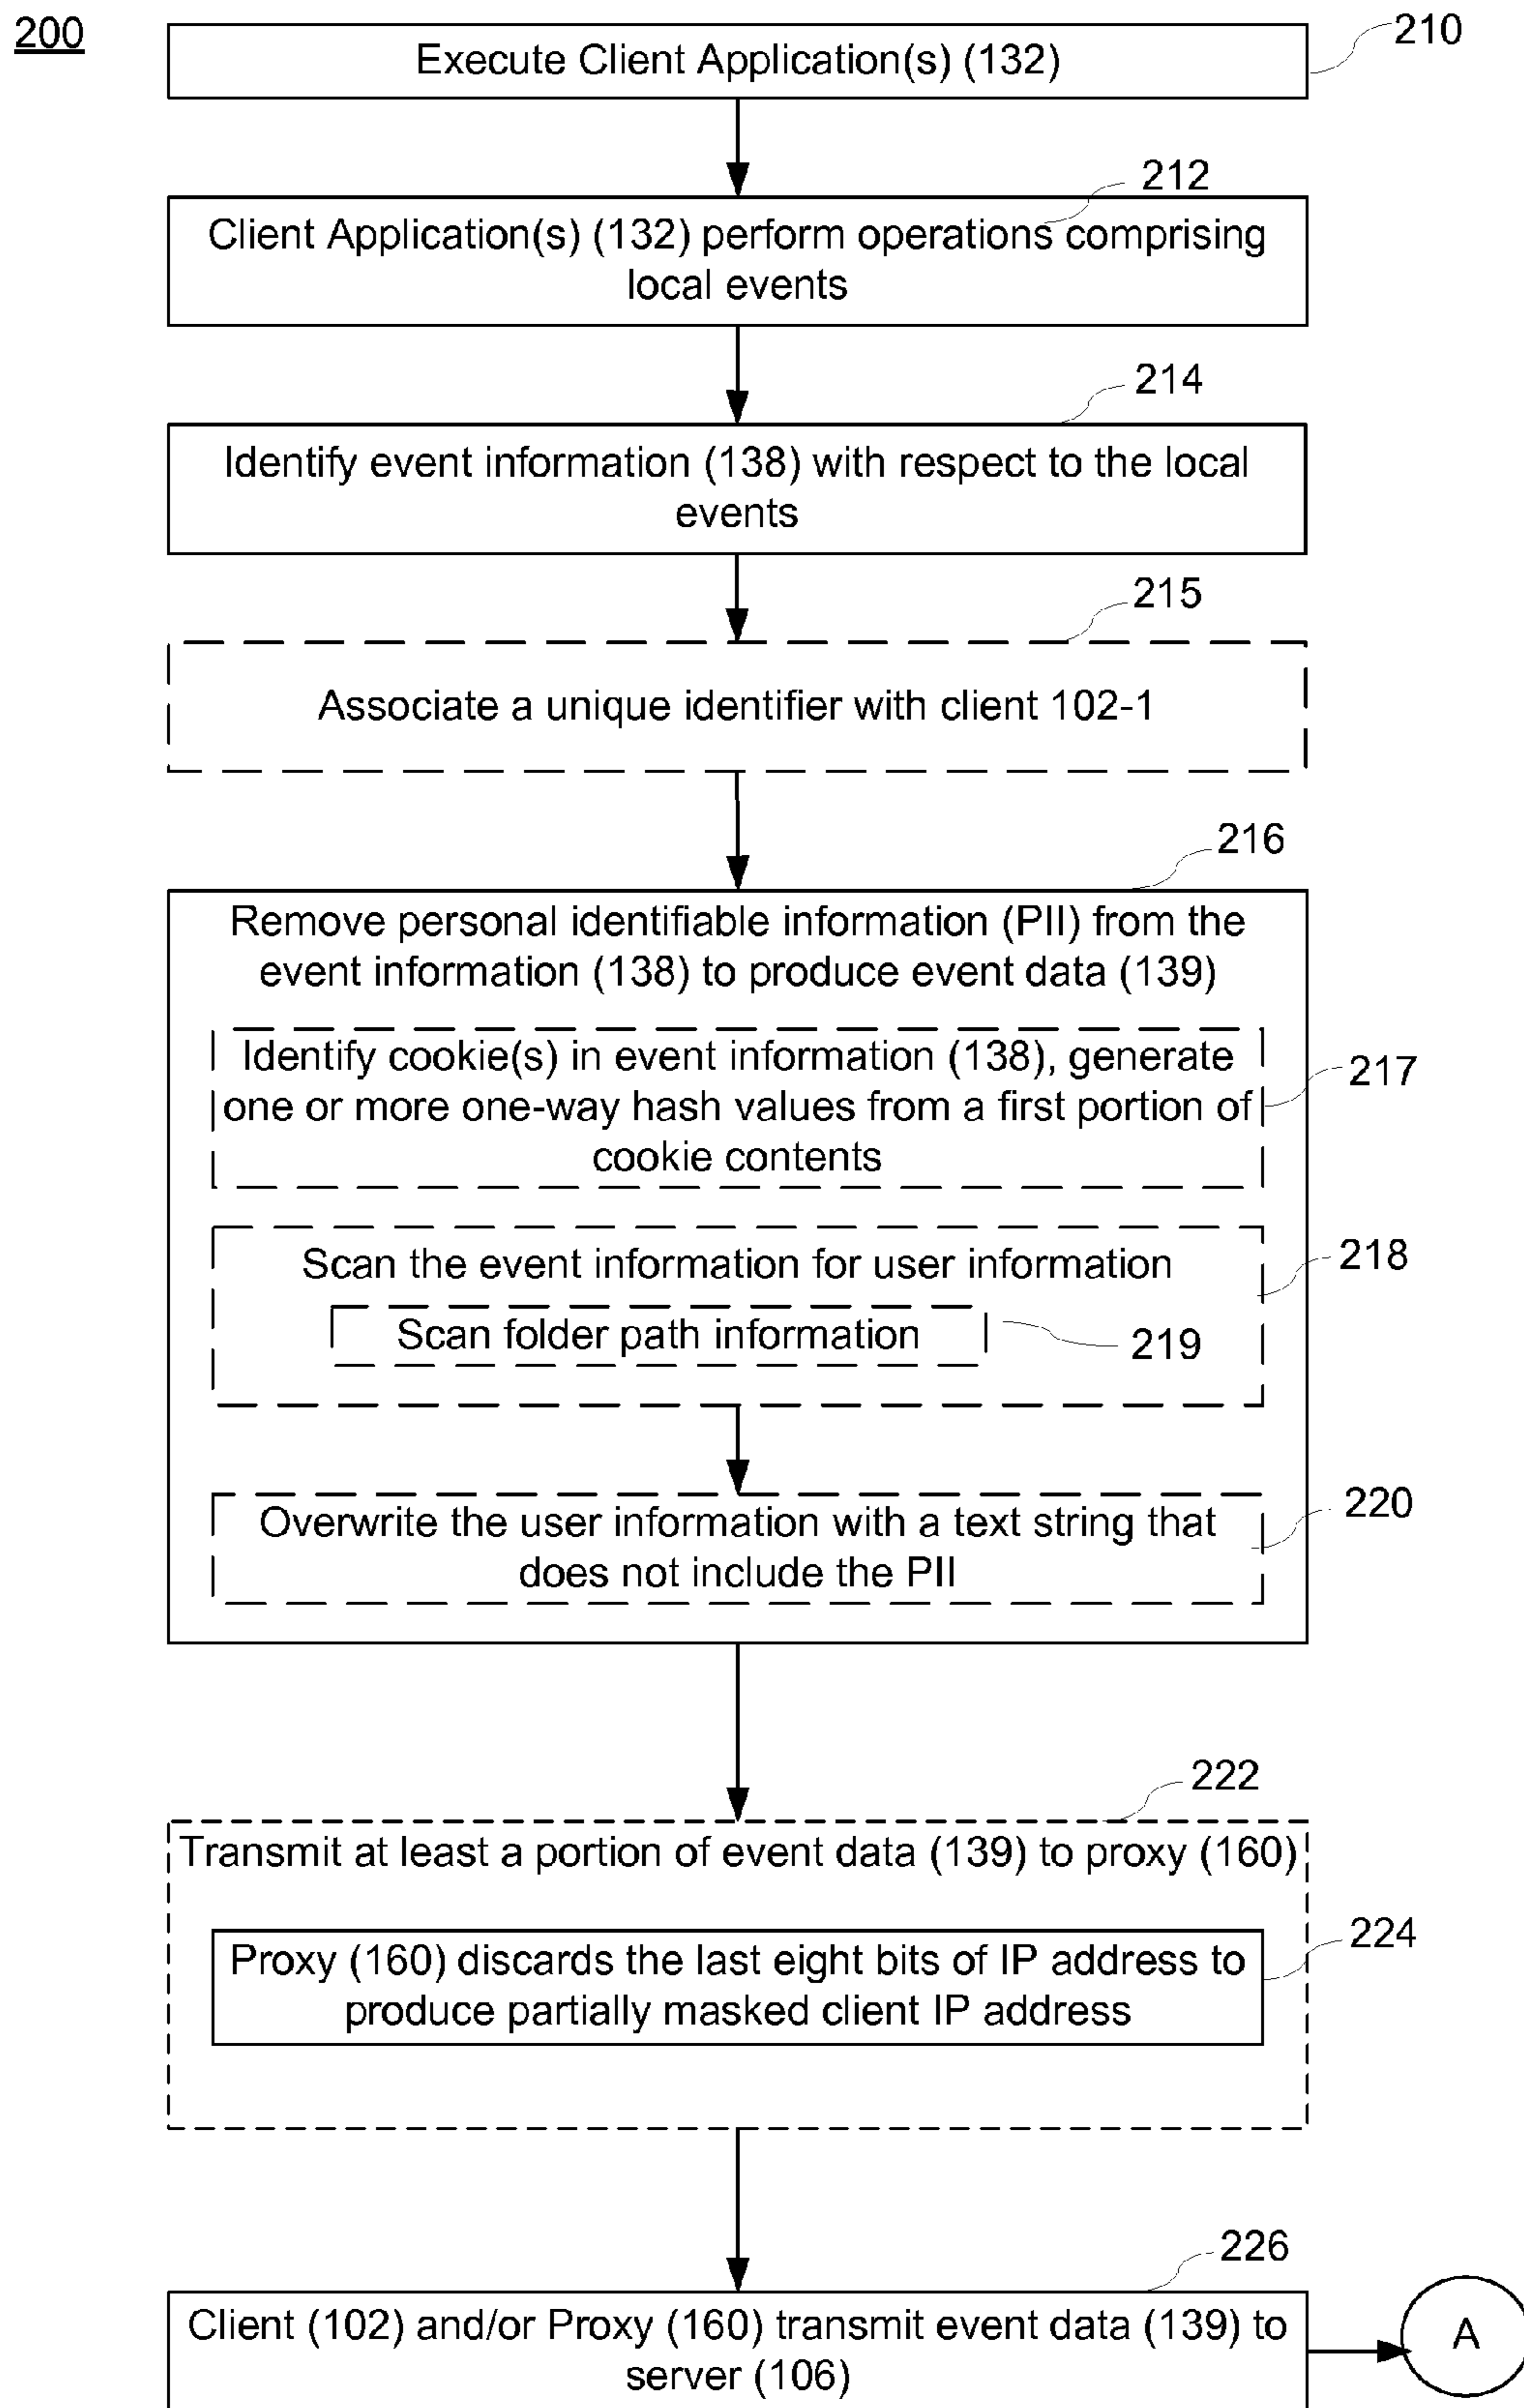 200
210
Execute Client Application(s) (132)
212
Client Application(s) (132) perform operations comprising
local events
214
Identify event information (138) with respect to the local
events
215
Associate a unique identifier with client 102-1
216
Remove personal identifiable information (PII) from the
event information (138) to produce event data (139)
Identify cookie(s) in event information (138), generate
one or more one-way hash values from a first portion of
cookie contents
217
Scan the event information for user information
218
Scan folder path information
219
Overwrite the user information with a text string that
does not include the PII
220
222
Transmit at least a portion of event data (139) to proxy (160)
Proxy (160) discards the last eight bits of IP address to
produce partially masked client IP address
224
226
Client (102) and/or Proxy (160) transmit event data (139) to
server (106)
A